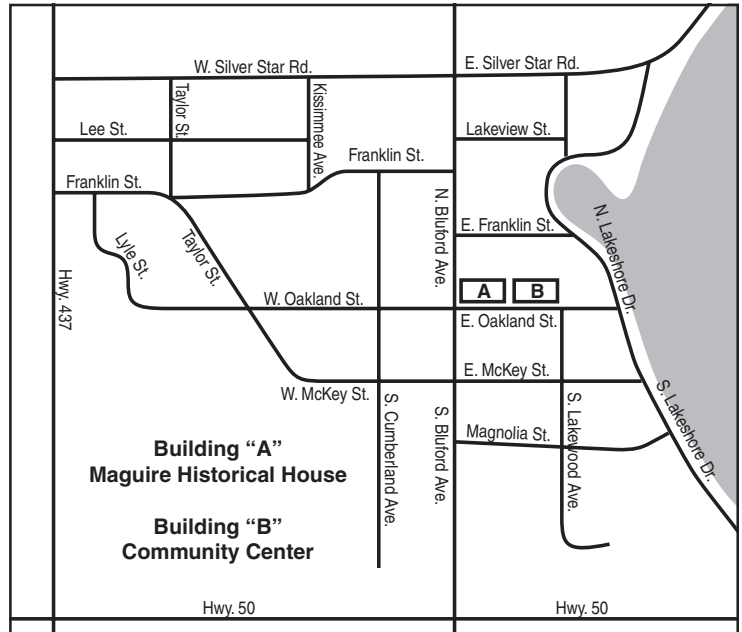 W. Silver Star Rd.
E. Silver Star Rd.
Taylor St.
Kissimmee Ave.
Lee St.
Lakeview St.
Franklin St.
Franklin St.
N. Bluford Ave.
E. Franklin St.
N. Lakeshore Dr.
Lyle St.
Taylor St.
Hwy. 437
A
B
W. Oakland St.
E. Oakland St.
E. McKey St.
W. McKey St.
S. Cumberland Ave.
S. Bluford Ave.
S. Lakewood Ave.
S. Lakeshore Dr.
Magnolia St.
Building “A”
Maguire Historical House
Building “B”
Community Center
Hwy. 50
Hwy. 50